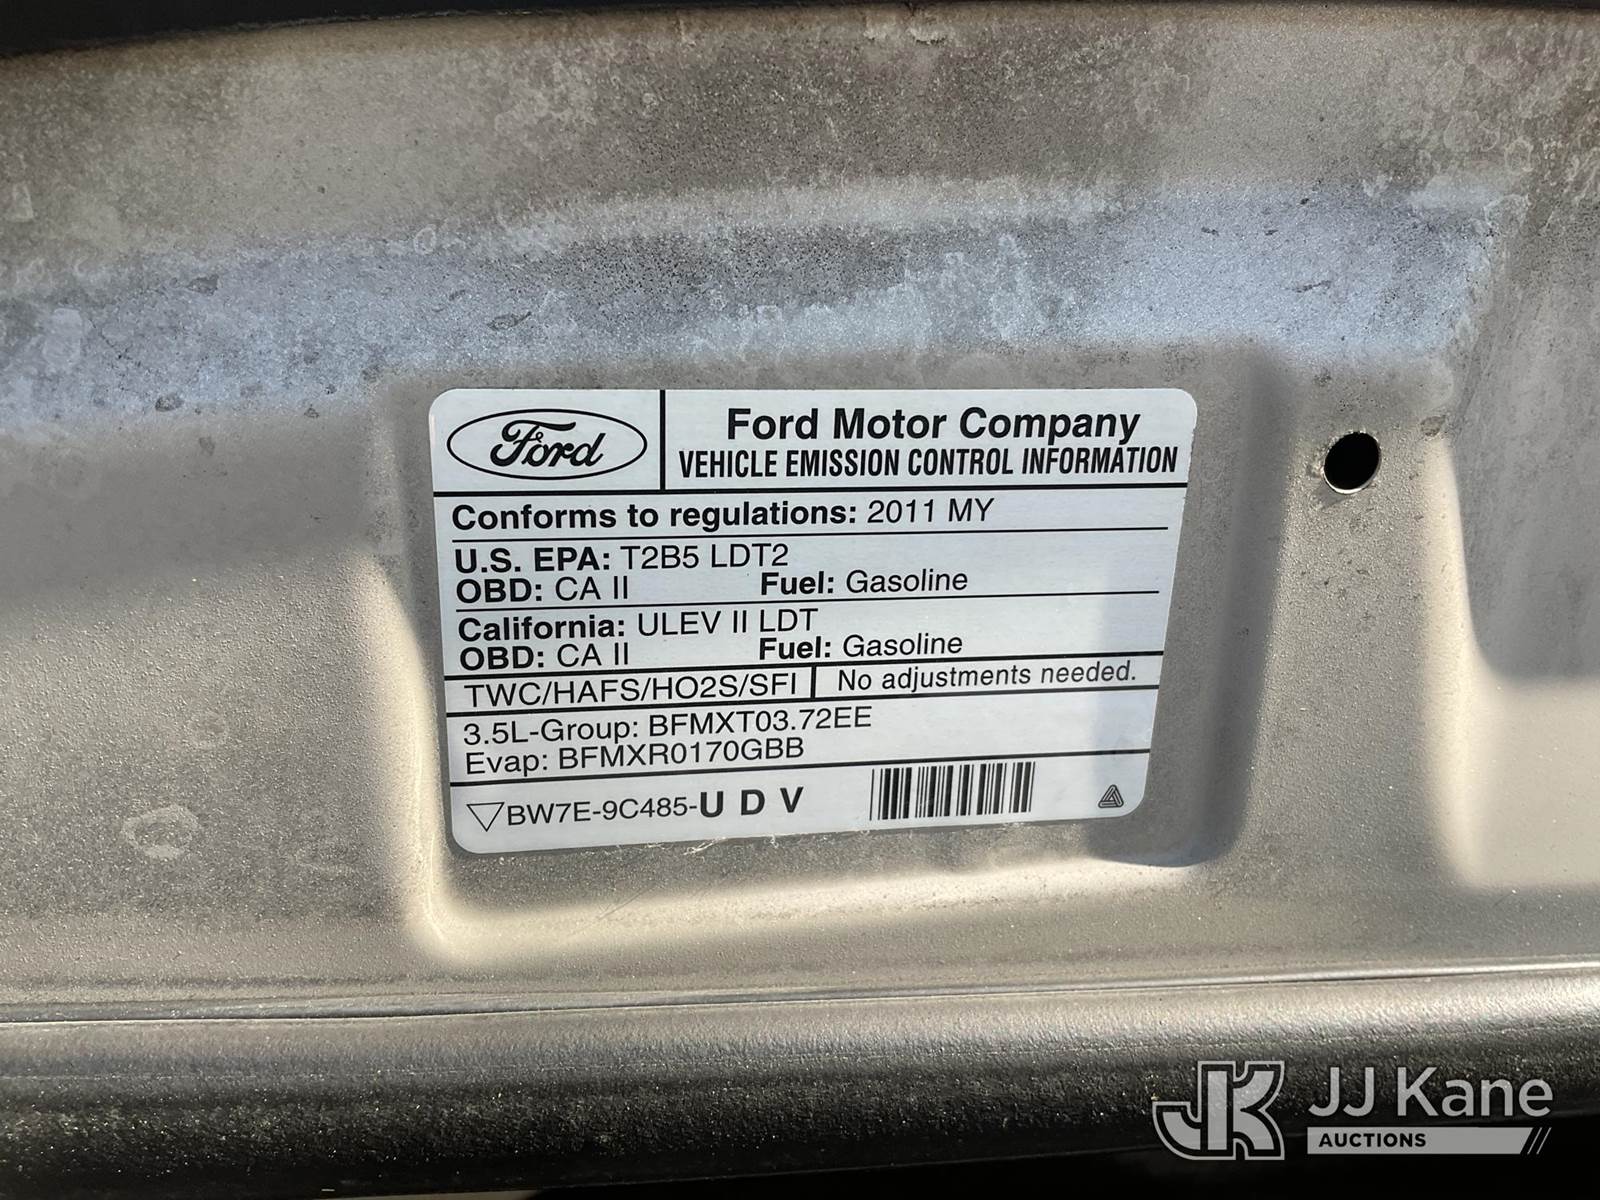 Ford
Ford Motor Company
VEHICLE EMISSION CONTROL INFORMATION
Conforms to regulations: 2011 MY
U.S. EPA: T2B5 LDT2
OBD: CA II Fuel: Gasoline
California: ULEV II LDT
OBD: CA II Fuel: Gasoline
TWC/HAFS/HO2S/SFI No adjustments needed.
3.5L-Group: BFMXT03.72EE
Evap: BFMXR0170GBB
BW7E-9C485-U D V
JK JJ Kane
AUCTIONS